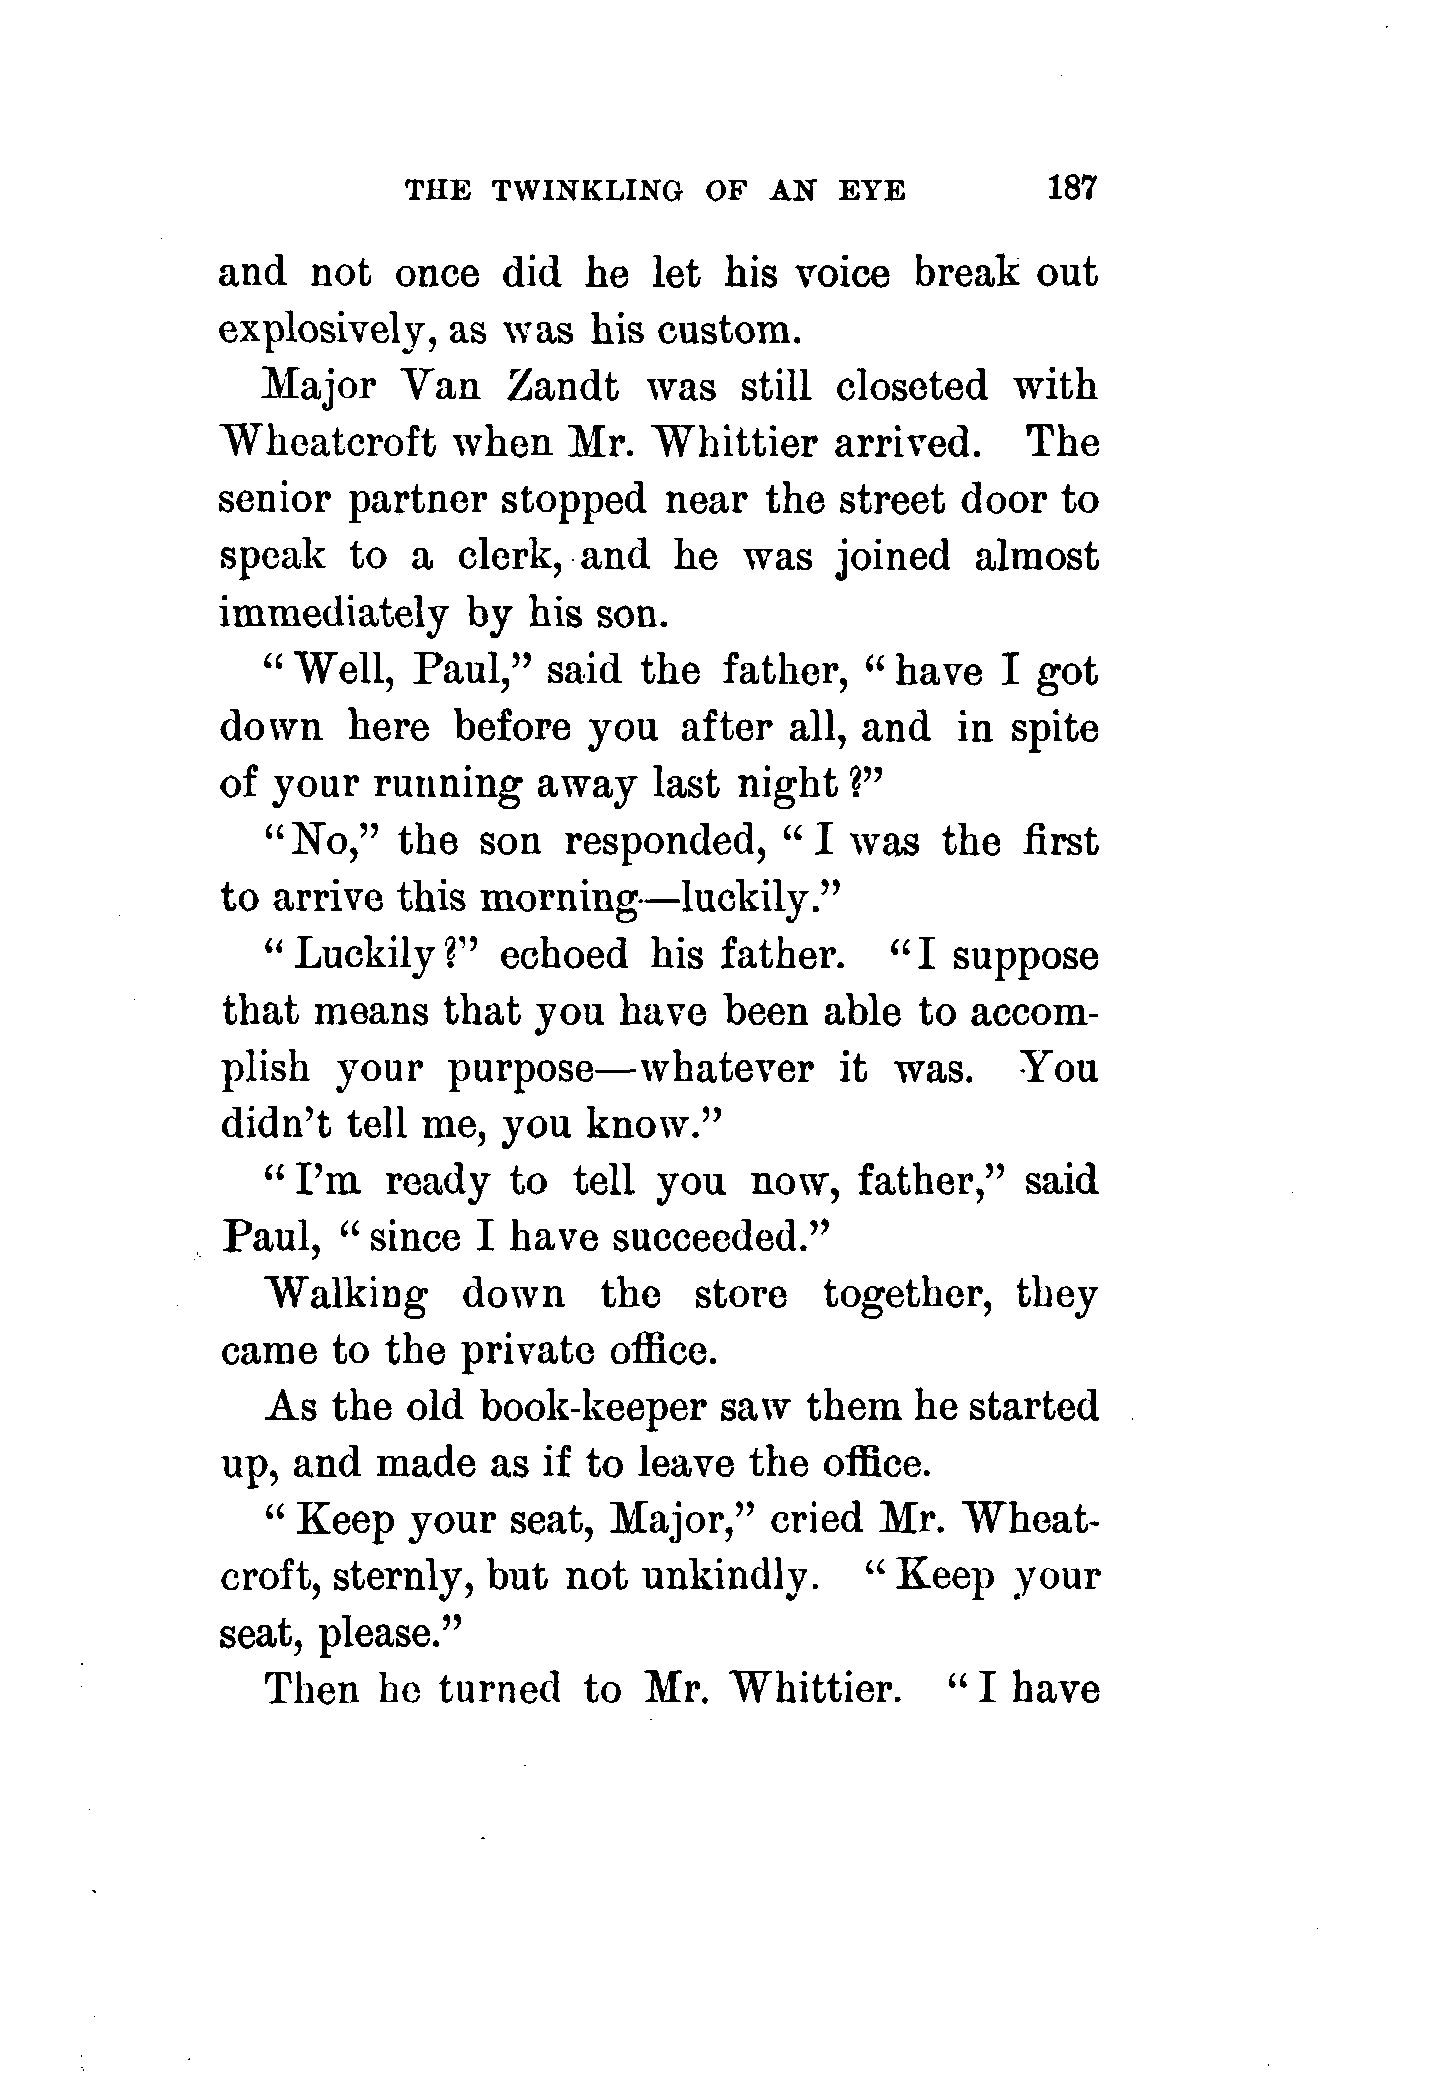 THE TWINKLING OF AN EYE 187
and not once did he let his voice break out
explosively, as was his custom.
Major Van Zandt was still closeted with
Wheatcroft when Mr. Whittier arrived. The
senior partner stopped near the street door to
speak to a clerk, and he was joined almost
immediately by his son.
“Well, Paul,” said the father, “have I got
down here before you after all, and in spite
of your running away last night?”
“No,” the son responded, “I was the first
to arrive this morning—luckily.”
“Luckily?” echoed his father. “I suppose
that means that you have been able to accom-
plish your purpose—whatever it was. You
didn’t tell me, you know.”
“I’m ready to tell you now, father,” said
Paul, “since I have succeeded.”
Walking down the store together, they
came to the private office.
As the old book-keeper saw them he started
up, and made as if to leave the office.
“Keep your seat, Major,” cried Mr. Wheat-
croft, sternly, but not unkindly. “Keep your
seat, please.”
Then he turned to Mr. Whittier. “I have